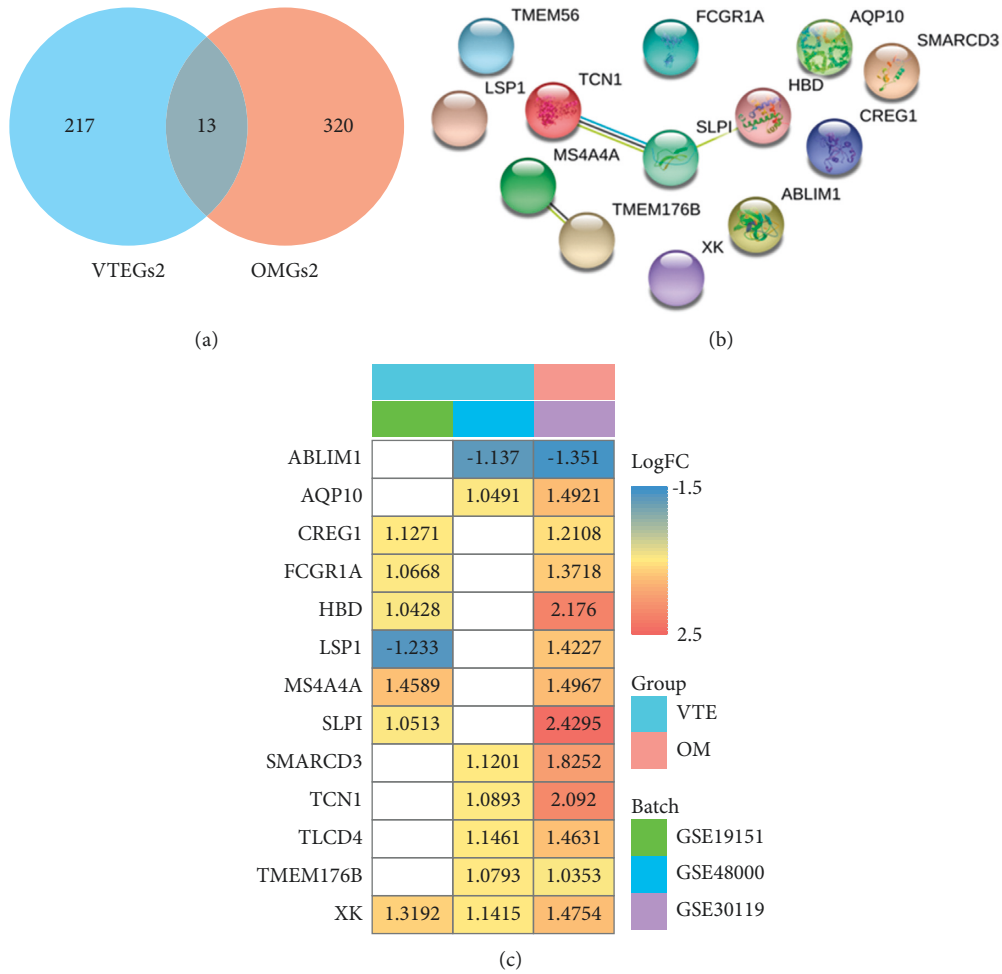 217
13
320
VTEGs2
OMGs2
(a)
TMEM56
FCGR1A
AQP10
SMARCD3
LSP1
TCN1
HBD
CREG1
SLPI
MS4A4A
ABLIM1
TMEM176B
XK
(b)
ABLIM1 -1.137 -1.351
AQP10 1.0491 1.4921
CREG1 1.1271 1.2108
FCGR1A 1.0668 1.3718
HBD 1.0428 2.176
LSP1 -1.233 1.4227
MS4A4A 1.4589 1.4967
SLPI 1.0513 2.4295
SMARCD3 1.1201 1.8252
TCN1 1.0893 2.092
TLCD4 1.1461 1.4631
TMEM176B 1.0793 1.0353
XK 1.3192 1.1415 1.4754
LogFC
-1.5
2.5
Group
VTE
OM
Batch
GSE19151
GSE48000
GSE30119
(c)